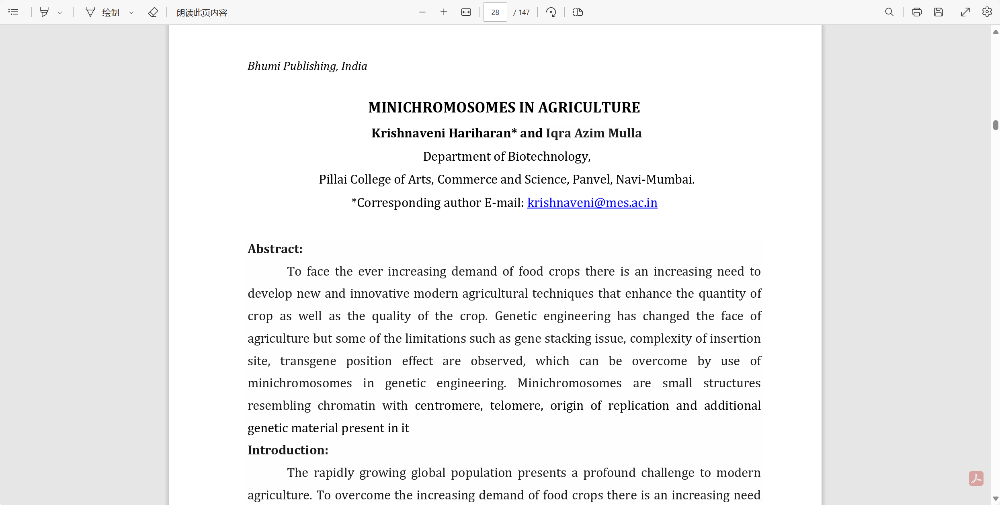 朗读此页内容
绘制
28 / 147
Bhumi Publishing, India
MINICHROMOSOMES IN AGRICULTURE
Krishnaveni Hariharan* and Iqra Azim Mulla
Department of Biotechnology,
Pillai College of Arts, Commerce and Science, Panvel, Navi-Mumbai.
*Corresponding author E-mail: krishnaveni@mes.ac.in
Abstract:
To face the ever increasing demand of food crops there is an increasing need to
develop new and innovative modern agricultural techniques that enhance the quantity of
crop as well as the quality of the crop. Genetic engineering has changed the face of
agriculture but some of the limitations such as gene stacking issue, complexity of insertion
site, transgene position effect are observed, which can be overcome by use of
minichromosomes in genetic engineering. Minichromosomes are small structures
resembling chromatin with centromere, telomere, origin of replication and additional
genetic material present in it
Introduction:
The rapidly growing global population presents a profound challenge to modern
agriculture. To overcome the increasing demand of food crops there is an increasing need